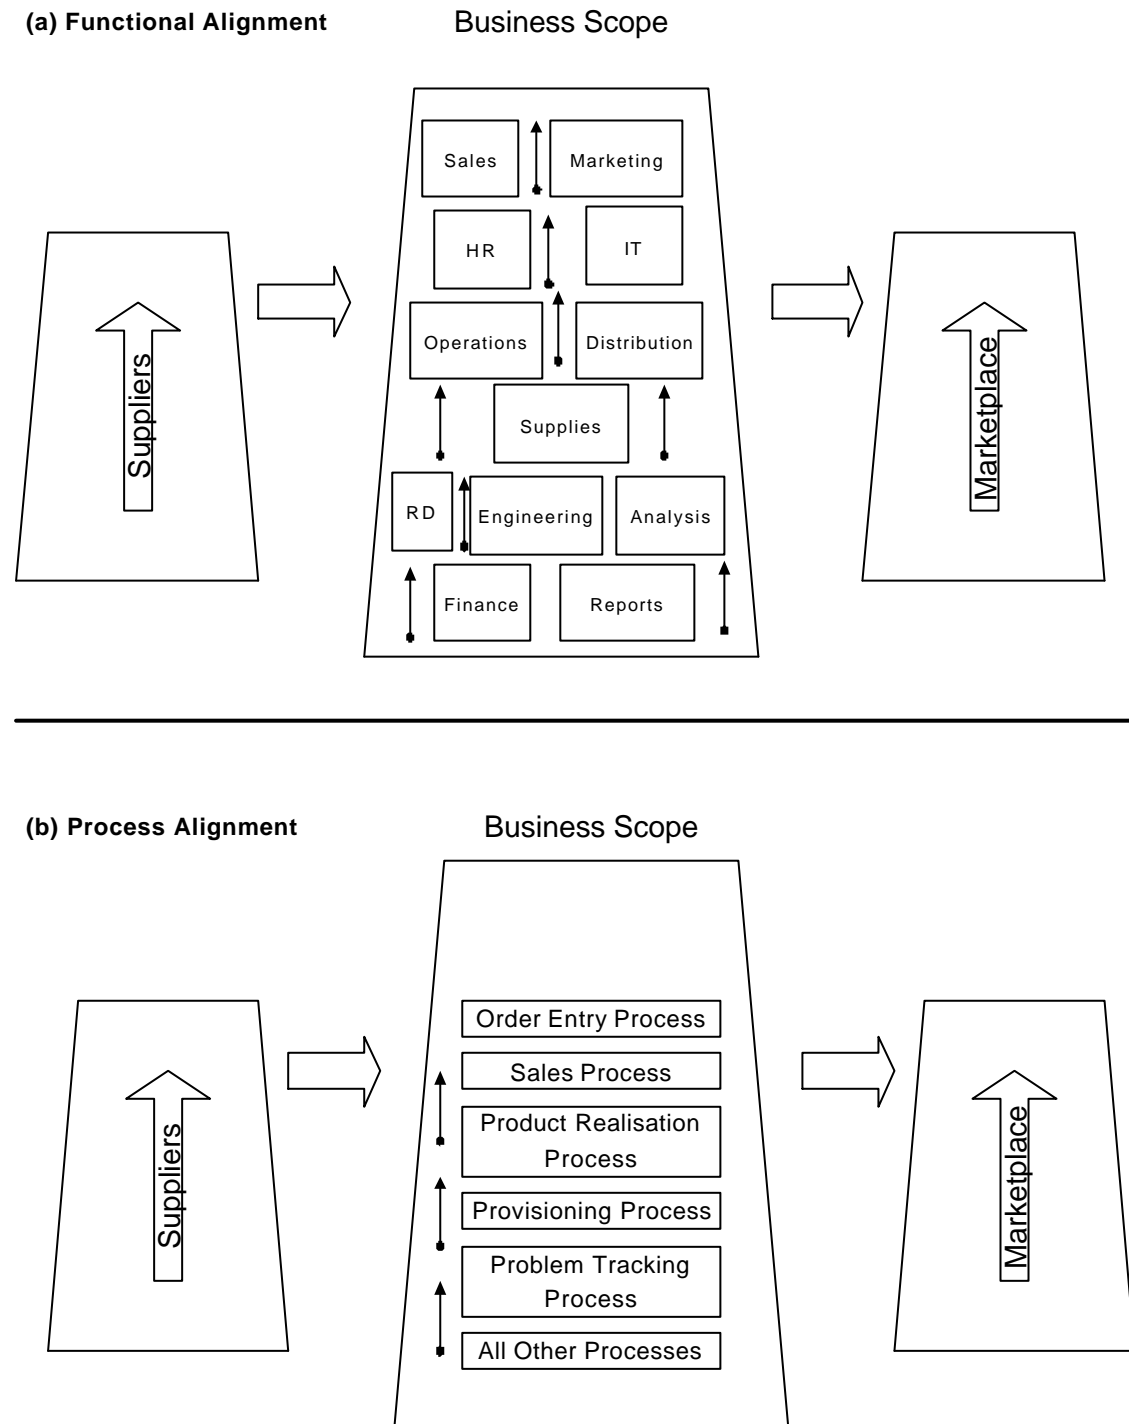 (a) Functional Alignment
Business Scope
Sales
Marketing
HR
IT
Operations
Distribution
Supplies
RD
Engineering
Analysis
Finance
Reports
Suppliers
Marketplace
(b) Process Alignment
Business Scope
Order Entry Process
Sales Process
Product Realisation
Process
Provisioning Process
Problem Tracking
Process
All Other Processes
Suppliers
Marketplace